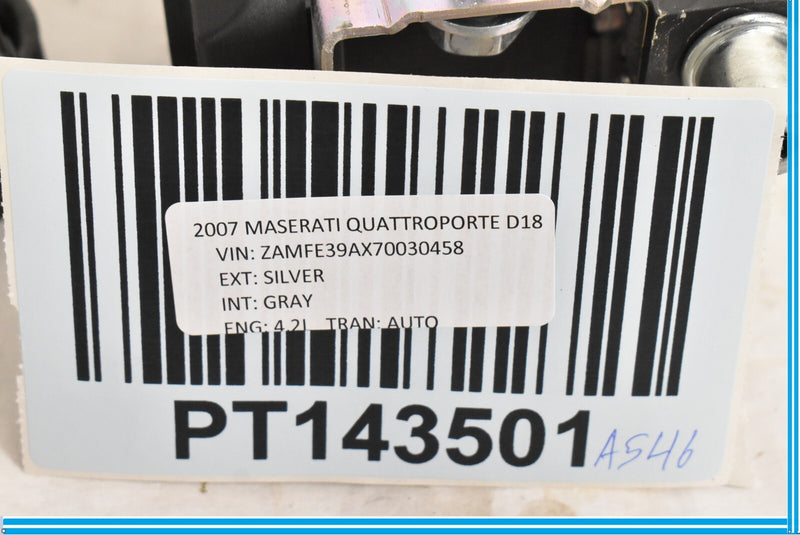 2007 MASERATI QUATTROPORTE D18
VIN: ZAMFE39AX70030458
EXT: SILVER
INT: GRAY
ENG: 4.2L TRAN: AUTO
PT143501 A546